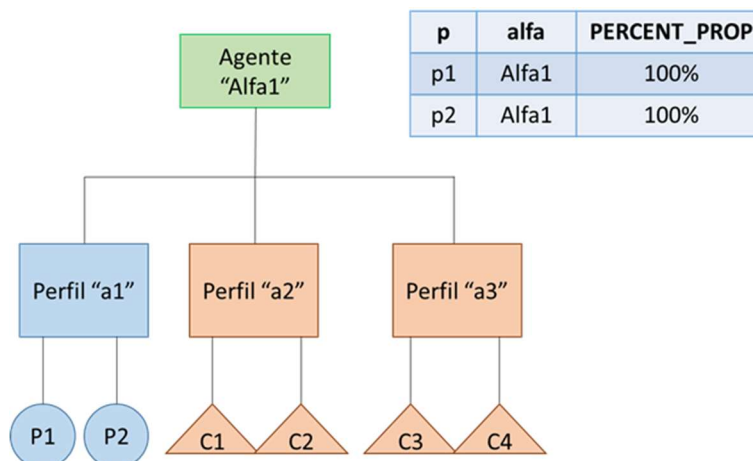 Agente
“Alfa1”
p alfa PERCENT_PROP
p1 Alfa1 100%
p2 Alfa1 100%
Perfil “a1” Perfil “a2” Perfil “a3”
P1 P2 C1 C2 C3 C4